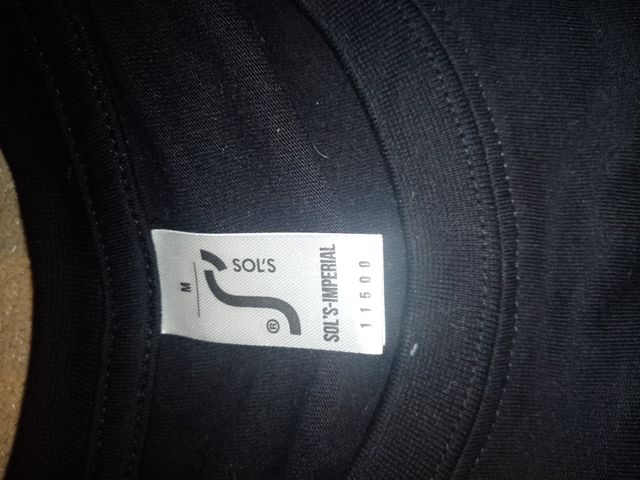 M
SOL'S
®
SOL'S-IMPERIAL
11500